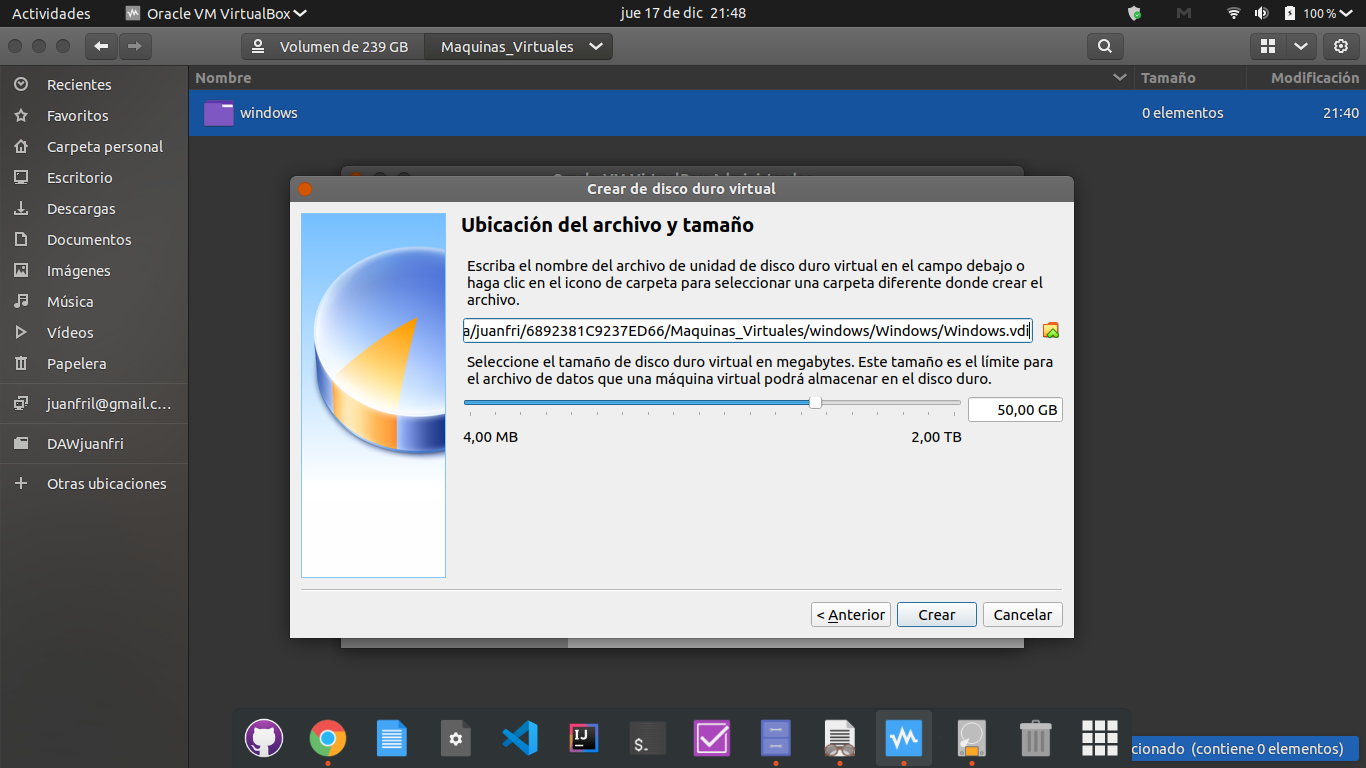 Actividades
Oracle VM VirtualBox
jue 17 de dic 21:48
100 %
Volumen de 239 GB
Maquinas_Virtuales
Nombre
Tamaño
Modificación
Recientes
Favoritos
Carpeta personal
Escritorio
Descargas
Documentos
Imágenes
Música
Vídeos
Papelera
juanfril@gmail.c...
DAWjuanfri
Otras ubicaciones
windows
0 elementos
21:40
Crear de disco duro virtual
Ubicación del archivo y tamaño
Escriba el nombre del archivo de unidad de disco duro virtual en el campo debajo o
haga clic en el icono de carpeta para seleccionar una carpeta diferente donde crear el
archivo.
a/juanfri/6892381C9237ED66/Maquinas_Virtuales/windows/Windows/Windows.vdi
Seleccione el tamaño de disco duro virtual en megabytes. Este tamaño es el límite para
el archivo de datos que una máquina virtual podrá almacenar en el disco duro.
50,00 GB
4,00 MB
2,00 TB
< Anterior
Crear
Cancelar
IJ
$_
cionado (contiene 0 elementos)